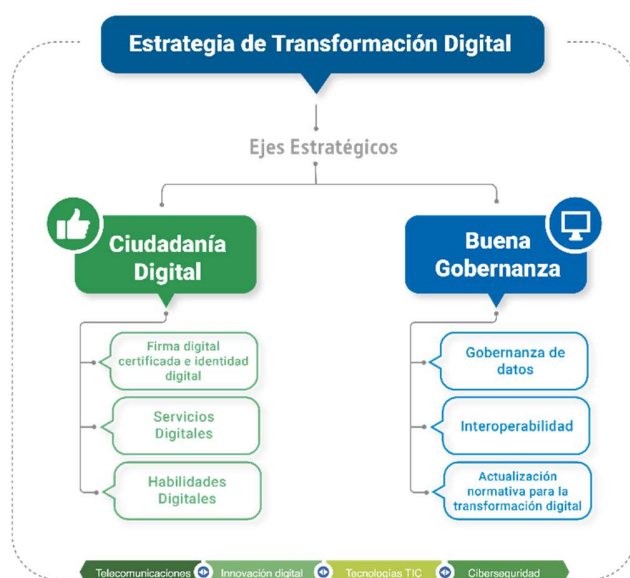 Estrategia de Transformación Digital
Ejes Estratégicos
Ciudadanía
Digital
Firma digital
certificada e identidad
digital
Servicios
Digitales
Habilidades
Digitales
Buena
Gobernanza
Gobernanza de
datos
Interoperabilidad
Actualización
normativa para la
transformación digital
Telecomunicaciones Innovación digital Tecnologías TIC Ciberseguridad